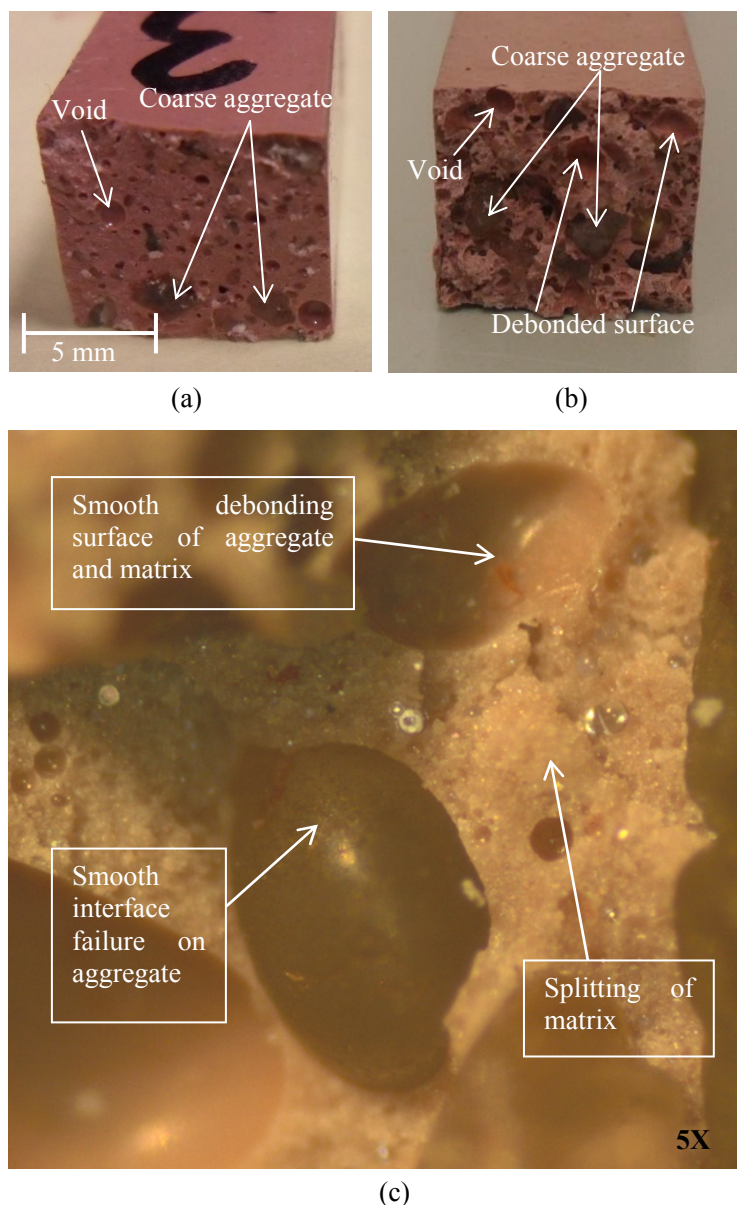 Coarse aggregate
Void
5 mm
(a)
Coarse aggregate
Void
Debonded surface
(b)
Smooth debonding
surface of aggregate
and matrix
Smooth
interface
failure on
aggregate
Splitting of
matrix
5X
(c)